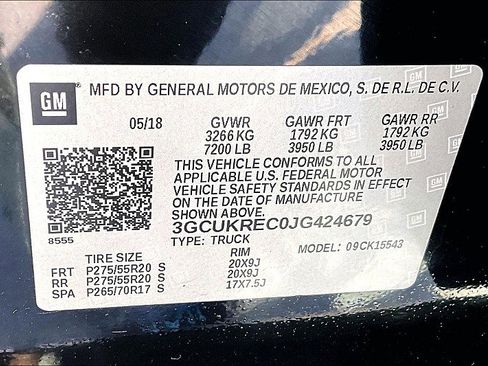 GM MFD BY GENERAL MOTORS DE MEXICO, S. DE R.L. DE C.V.
05/18 GVWR GAWR FRT GAWR RR
3266 KG 1792 KG 1792 KG
7200 LB 3950 LB 3950 LB
THIS VEHICLE CONFORMS TO ALL
APPLICABLE U.S. FEDERAL MOTOR
VEHICLE SAFETY STANDARDS IN EFFECT
ON THE DATE OF MANUFACTURE
SHOWN ABOVE.
3GCUKREC0JG424679
8555 TYPE: TRUCK MODEL: 09CK15543
TIRE SIZE RIM
FRT P275/55R20 S 20X9J
RR P275/55R20 S 20X9J
SPA P265/70R17 S 17X7.5J